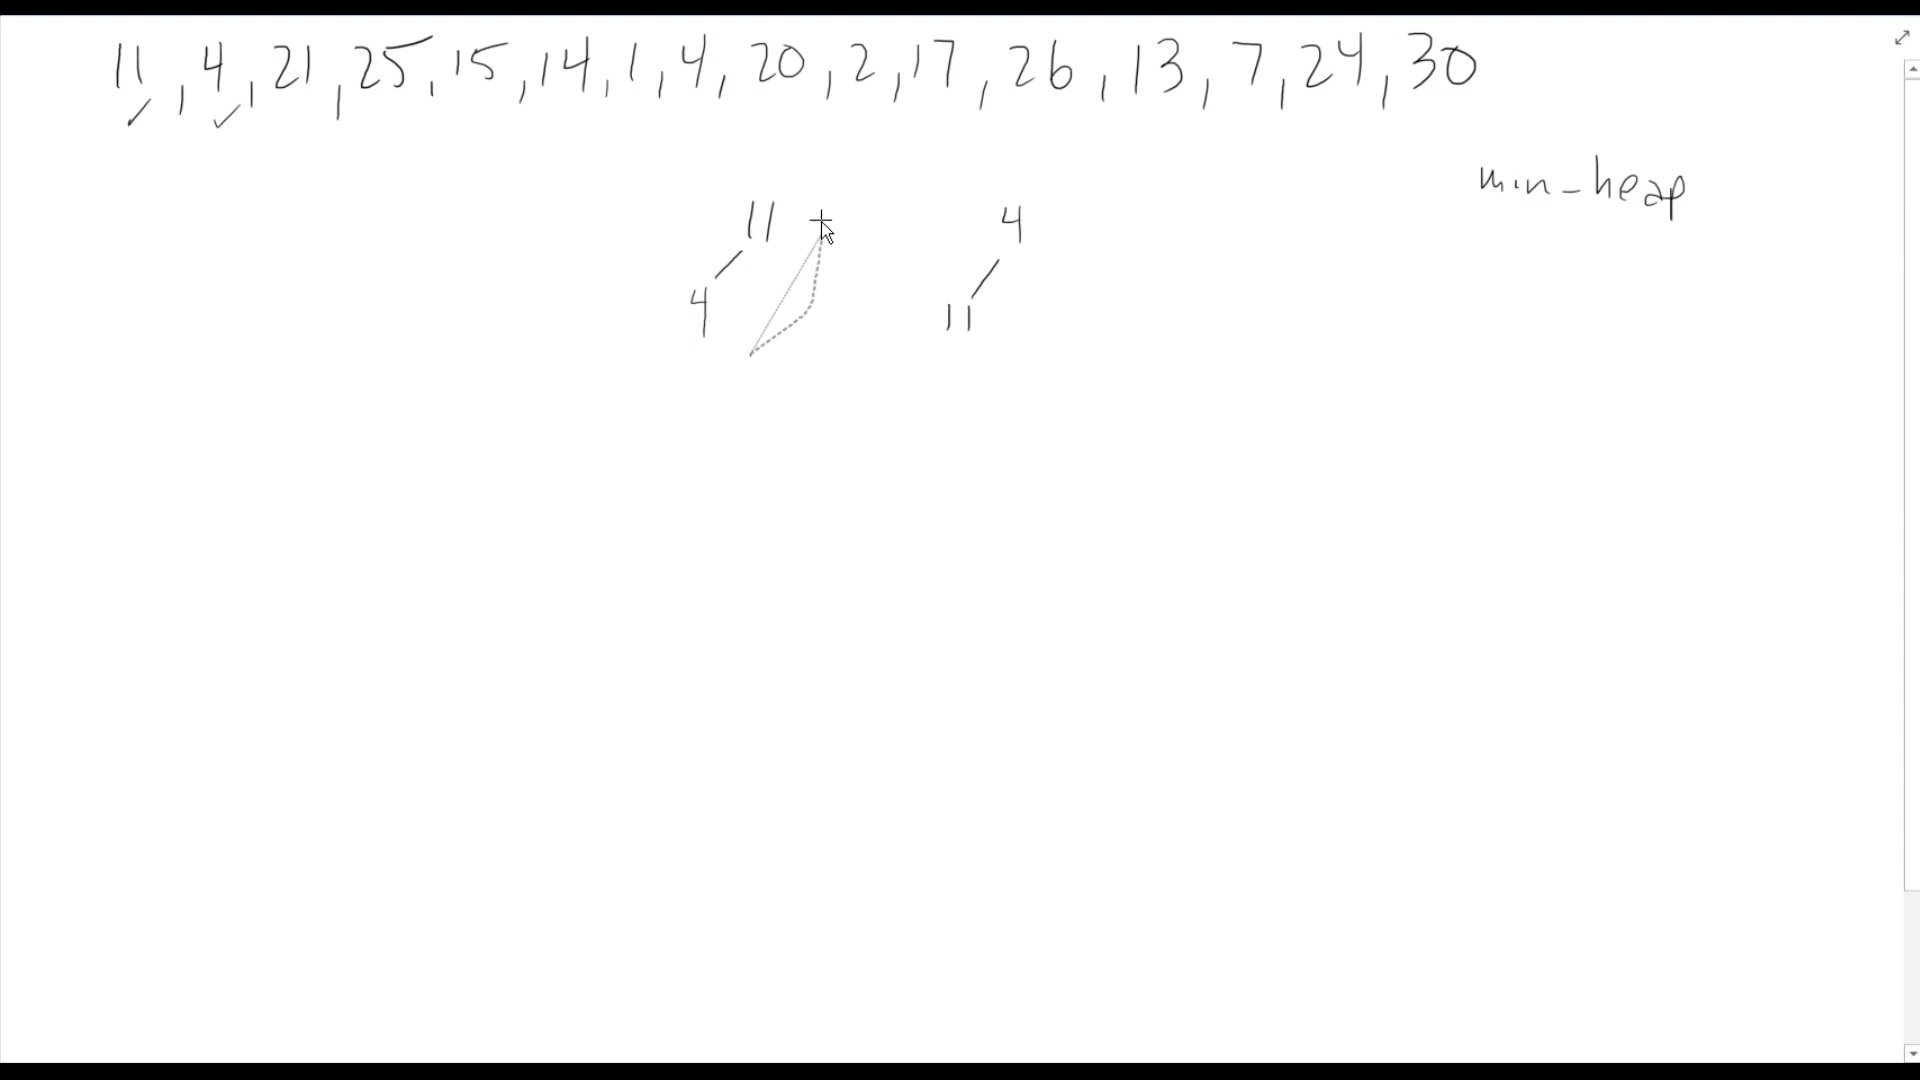 11, 4, 21, 25, 15, 14, 1, 4, 20, 2, 17, 26, 13, 7, 24, 30
min-heap
11 4
4 11